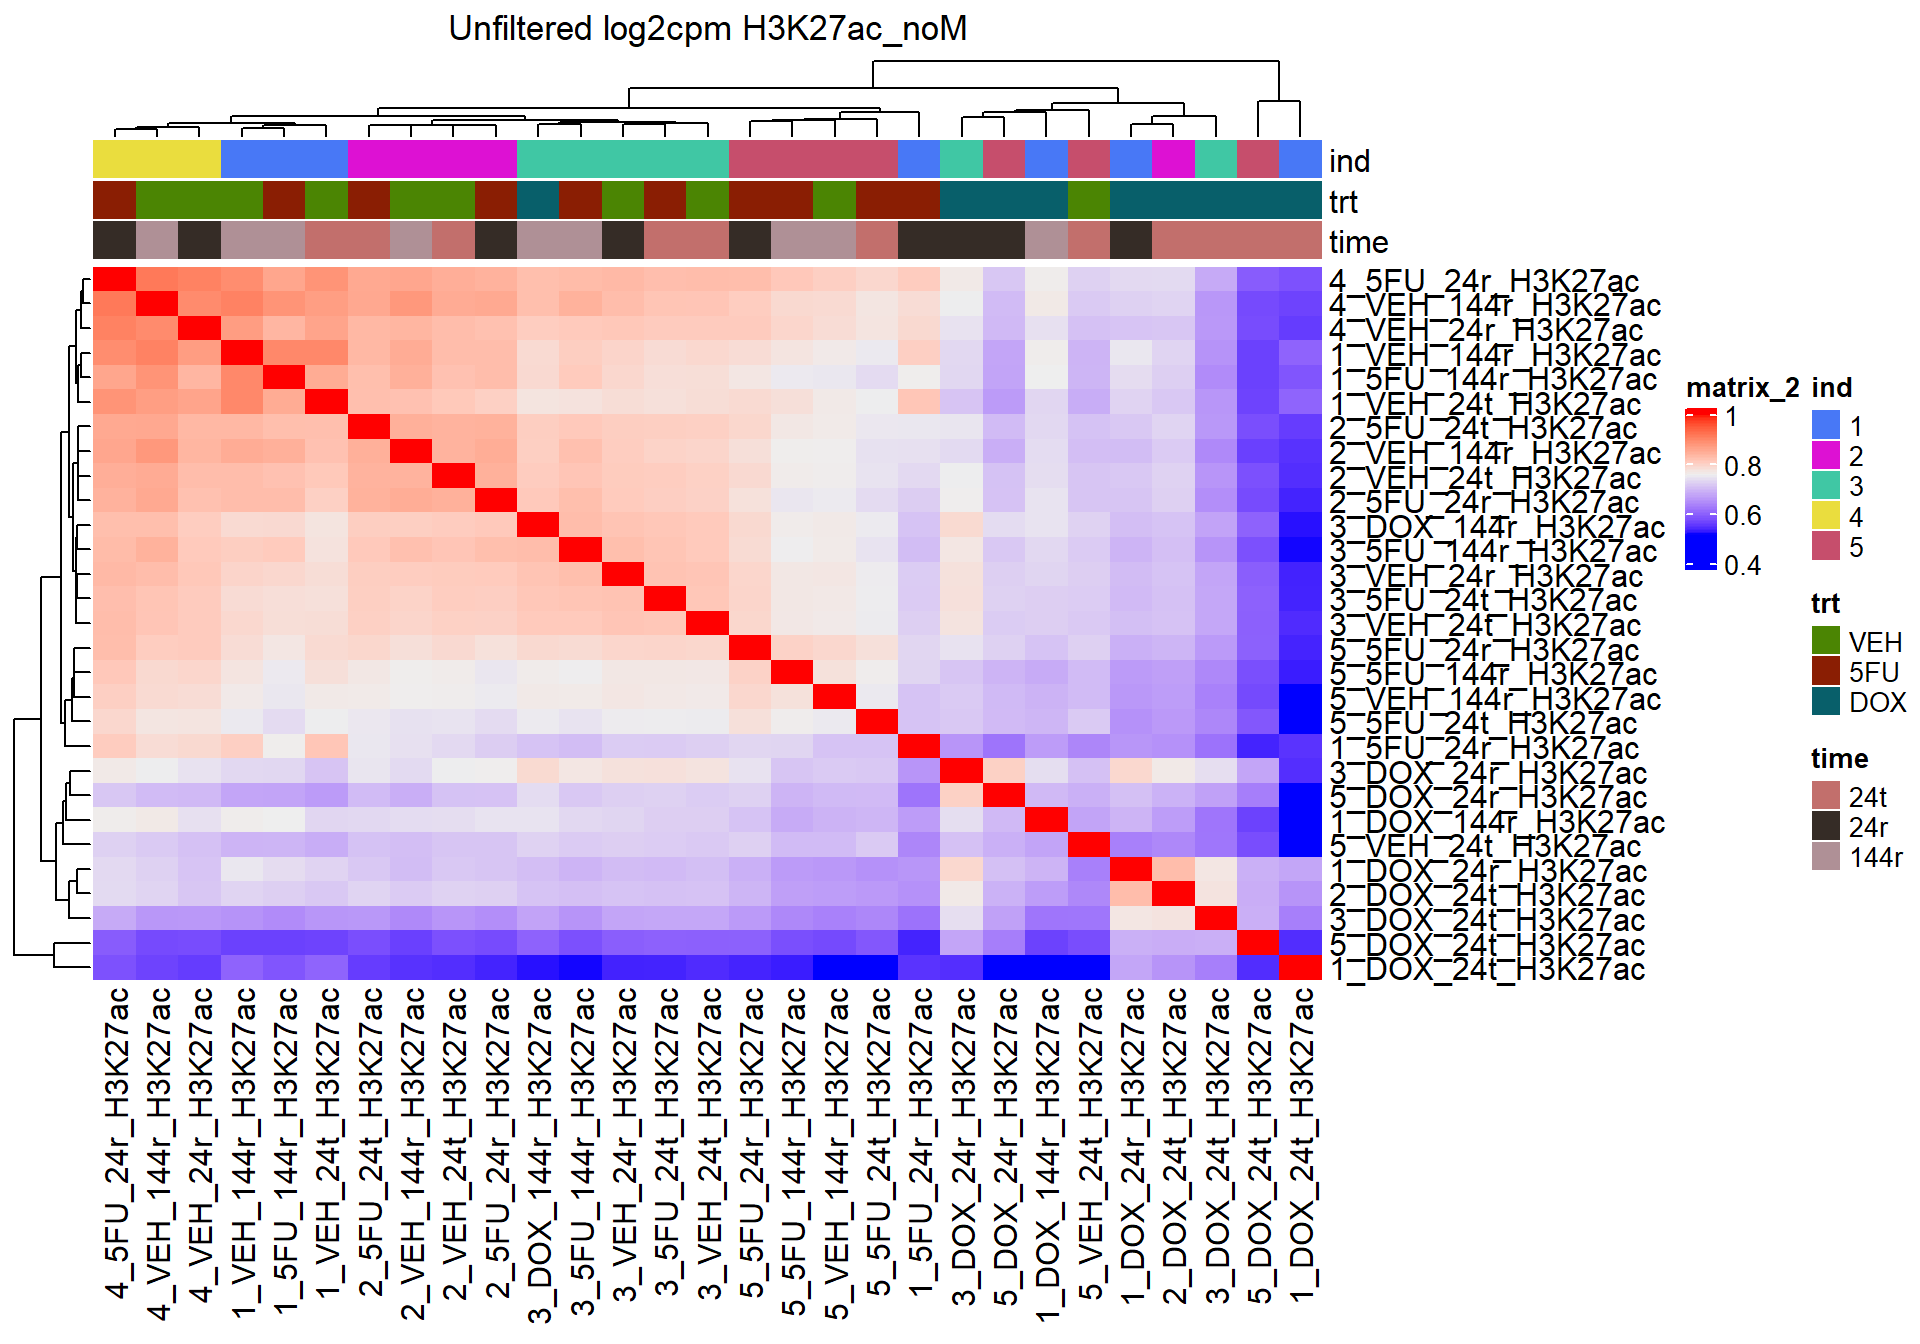 Unfiltered log2cpm H3K27ac_noM
ind
trt
time
4_5FU_24r_H3K27ac
4_VEH_144r_H3K27ac
4_VEH_24r_H3K27ac
1_VEH_144r_H3K27ac
1_5FU_144r_H3K27ac
1_VEH_24t_H3K27ac
2_5FU_24t_H3K27ac
2_VEH_144r_H3K27ac
2_VEH_24t_H3K27ac
2_5FU_24r_H3K27ac
3_DOX_144r_H3K27ac
3_5FU_144r_H3K27ac
3_VEH_24r_H3K27ac
3_5FU_24t_H3K27ac
3_VEH_24t_H3K27ac
5_5FU_24r_H3K27ac
5_5FU_144r_H3K27ac
5_VEH_144r_H3K27ac
5_5FU_24t_H3K27ac
1_5FU_24r_H3K27ac
3_DOX_24r_H3K27ac
5_DOX_24r_H3K27ac
1_DOX_144r_H3K27ac
5_VEH_24t_H3K27ac
1_DOX_24r_H3K27ac
2_DOX_24t_H3K27ac
3_DOX_24t_H3K27ac
5_DOX_24t_H3K27ac
1_DOX_24t_H3K27ac
4_5FU_24r_H3K27ac
4_VEH_144r_H3K27ac
4_VEH_24r_H3K27ac
1_VEH_144r_H3K27ac
1_5FU_144r_H3K27ac
1_VEH_24t_H3K27ac
2_5FU_24t_H3K27ac
2_VEH_144r_H3K27ac
2_VEH_24t_H3K27ac
2_5FU_24r_H3K27ac
3_DOX_144r_H3K27ac
3_5FU_144r_H3K27ac
3_VEH_24r_H3K27ac
3_5FU_24t_H3K27ac
3_VEH_24t_H3K27ac
5_5FU_24r_H3K27ac
5_5FU_144r_H3K27ac
5_VEH_144r_H3K27ac
5_5FU_24t_H3K27ac
1_5FU_24r_H3K27ac
3_DOX_24r_H3K27ac
5_DOX_24r_H3K27ac
1_DOX_144r_H3K27ac
5_VEH_24t_H3K27ac
1_DOX_24r_H3K27ac
2_DOX_24t_H3K27ac
3_DOX_24t_H3K27ac
5_DOX_24t_H3K27ac
1_DOX_24t_H3K27ac
matrix_2
1
0.8
0.6
0.4
ind
1
2
3
4
5
trt
VEH
5FU
DOX
time
24t
24r
144r